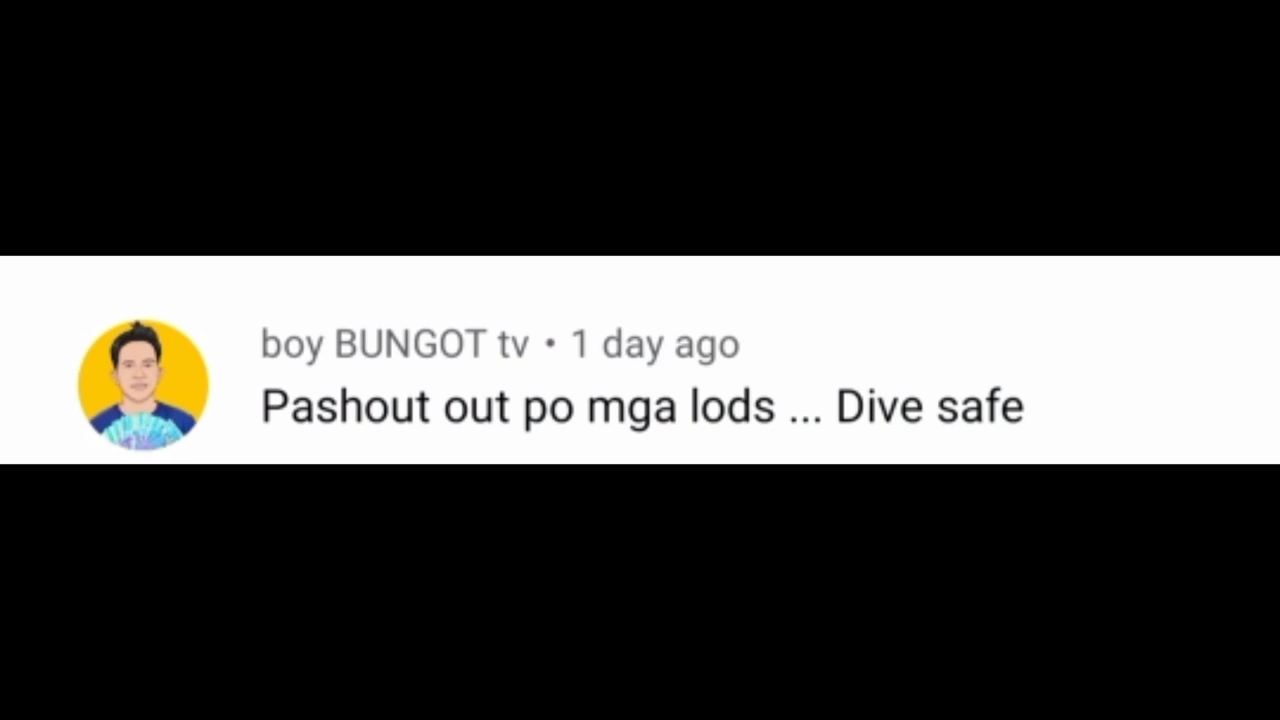 boy BUNGOT tv • 1 day ago
Pashout out po mga lods ... Dive safe